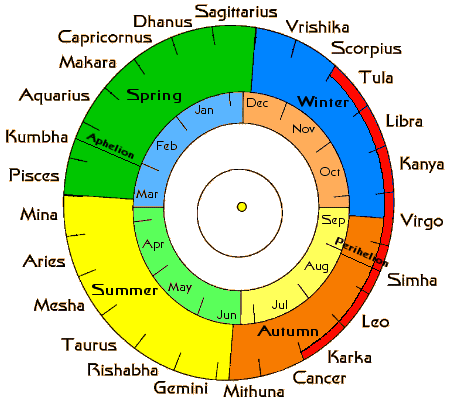 Sagittarius
Vrishika
Scorpius
Tula
Libra
Kanya
Virgo
Simha
Leo
Karka
Cancer
Mithuna
Gemini
Rishabha
Taurus
Mesha
Aries
Mina
Pisces
Kumbha
Aquarius
Makara
Capricornus
Dhanus
Spring
Winter
Autumn
Summer
Aphelion
Perihelion
Jan
Feb
Mar
Apr
May
Jun
Jul
Aug
Sep
Oct
Nov
Dec